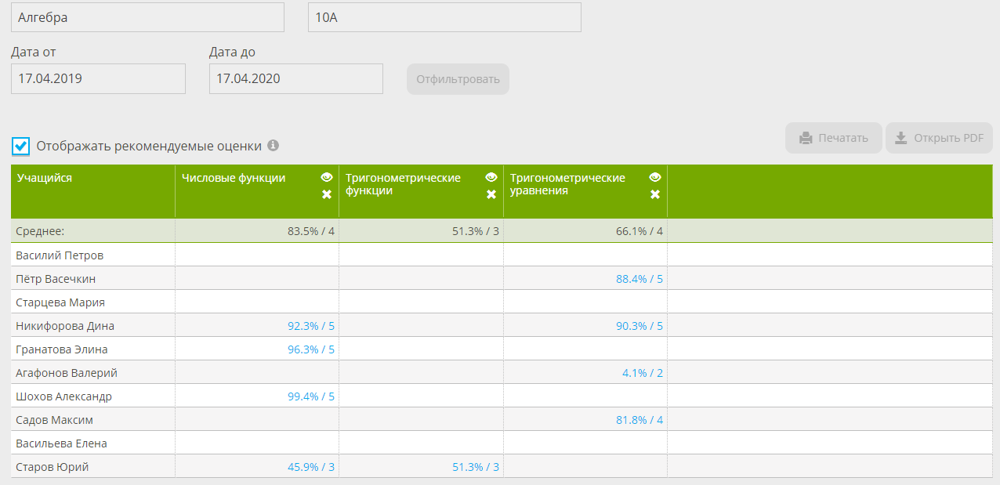 Алгебра 10А
Дата от Дата до
17.04.2019 17.04.2020 Отфильтровать
Отображать рекомендуемые оценки Печатать Открыть PDF
Учащийся Числовые функции Тригонометрические функции Тригонометрические уравнения
Среднее: 83.5% / 4 51.3% / 3 66.1% / 4
Василий Петров
Пётр Васечкин 88.4% / 5
Старцева Мария
Никифорова Дина 92.3% / 5 90.3% / 5
Гранатова Элина 96.3% / 5
Агафонов Валерий 4.1% / 2
Шохов Александр 99.4% / 5
Садов Максим 81.8% / 4
Васильева Елена
Старов Юрий 45.9% / 3 51.3% / 3